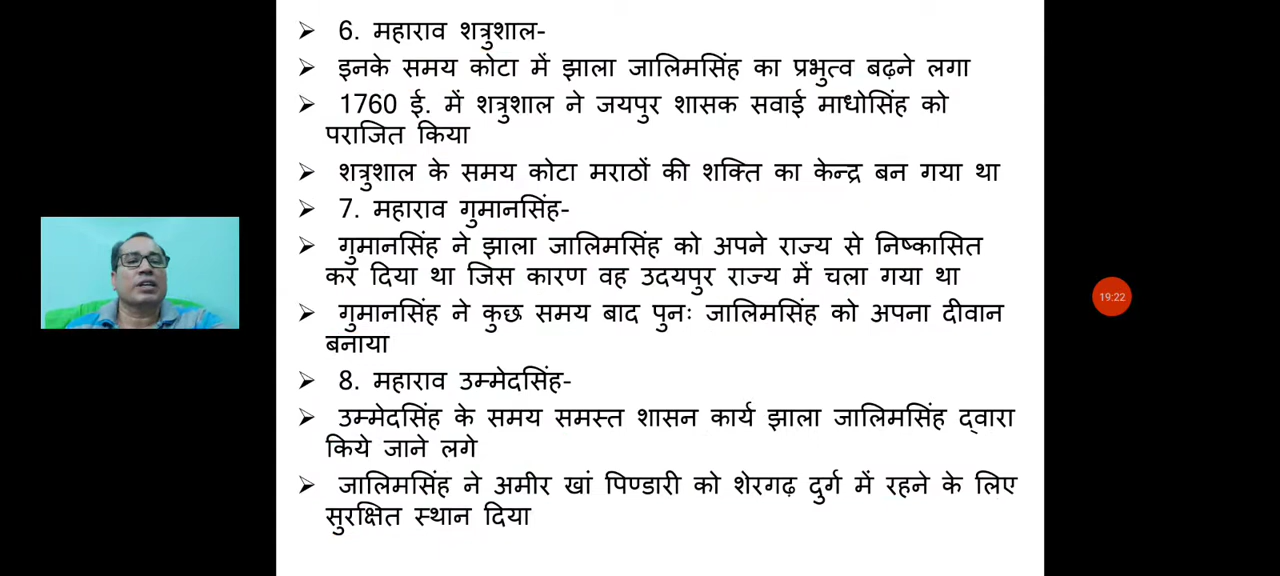 ➢ 6. महाराव शत्रुशाल-
➢ इनके समय कोटा में झाला जालिमसिंह का प्रभुत्व बढ़ने लगा
➢ 1760 ई. में शत्रुशाल ने जयपुर शासक सवाई माधोसिंह को
पराजित किया
➢ शत्रुशाल के समय कोटा मराठों की शक्ति का केन्द्र बन गया था
➢ 7. महाराव गुमानसिंह-
➢ गुमानसिंह ने झाला जालिमसिंह को अपने राज्य से निष्कासित
कर दिया था जिस कारण वह उदयपुर राज्य में चला गया था
➢ गुमानसिंह ने कुछ समय बाद पुनः जालिमसिंह को अपना दीवान
बनाया
➢ 8. महाराव उम्मेदसिंह-
➢ उम्मेदसिंह के समय समस्त शासन कार्य झाला जालिमसिंह द्वारा
किये जाने लगे
➢ जालिमसिंह ने अमीर खां पिण्डारी को शेरगढ़ दुर्ग में रहने के लिए
सुरक्षित स्थान दिया
19:22